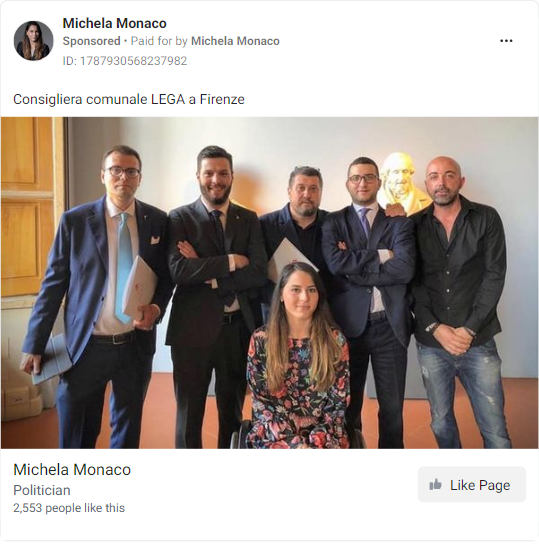 Michela Monaco
Sponsored • Paid for by Michela Monaco
ID: 1787930568237982
Consigliera comunale LEGA a Firenze
Michela Monaco
Politician
2,553 people like this
Like Page